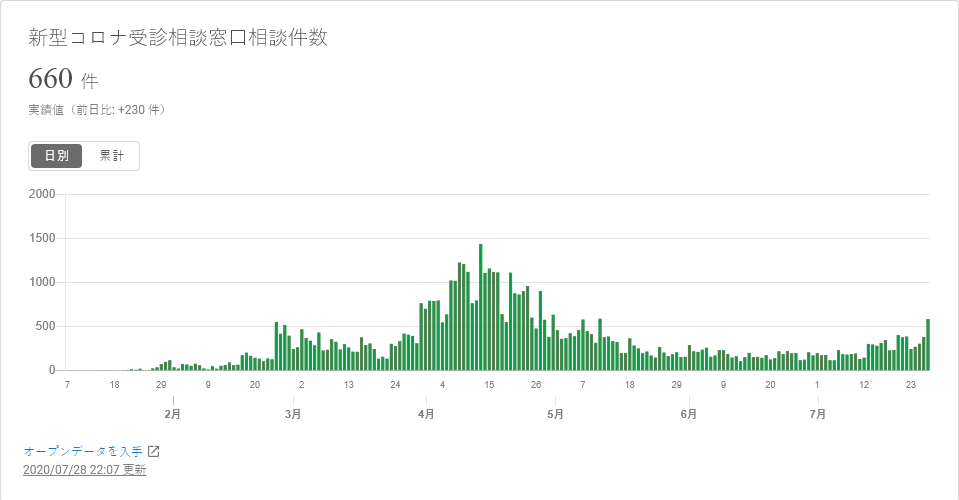 新型コロナ受診相談窓口相談件数
660 件
実績値（前日比: +230 件）
日別 累計
2000
1500
1000
500
0
7 18 29 9 20 2 13 24 4 15 26 7 18 29 9 20 1 12 23
2月 3月 4月 5月 6月 7月
オープンデータを入手
2020/07/28 22:07 更新